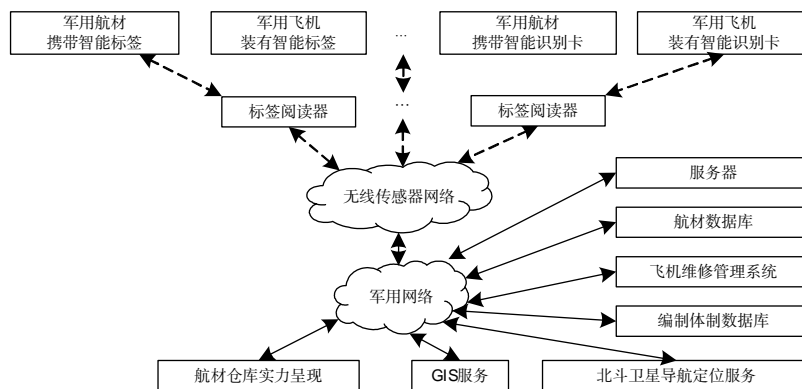 军用航材
携带智能标签
军用飞机
装有智能标签
...
军用航材
携带智能识别卡
军用飞机
装有智能识别卡
标签阅读器
...
标签阅读器
无线传感器网络
服务器
航材数据库
飞机维修管理系统
军用网络
编制体制数据库
航材仓库实力呈现
GIS服务
北斗卫星导航定位服务